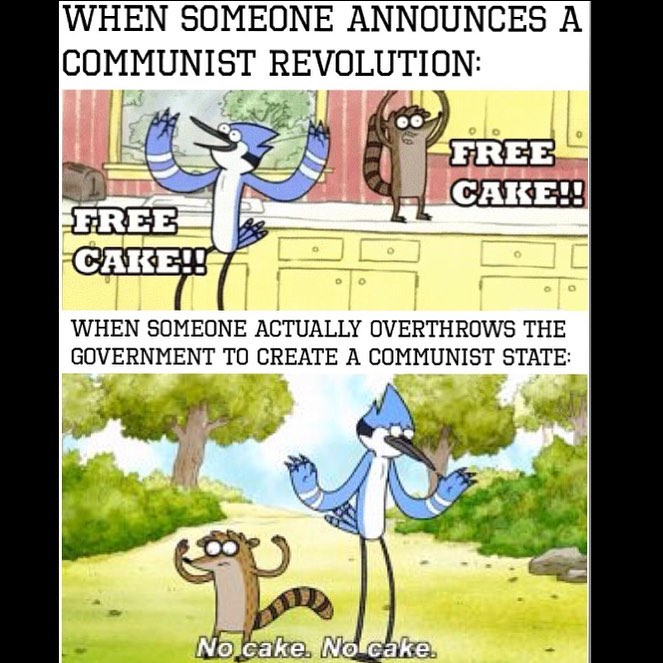 WHEN SOMEONE ANNOUNCES A
COMMUNIST REVOLUTION:
FREE
CAKE!!
FREE
CAKE!!
WHEN SOMEONE ACTUALLY OVERTHROWS THE
GOVERNMENT TO CREATE A COMMUNIST STATE:
No cake. No cake.